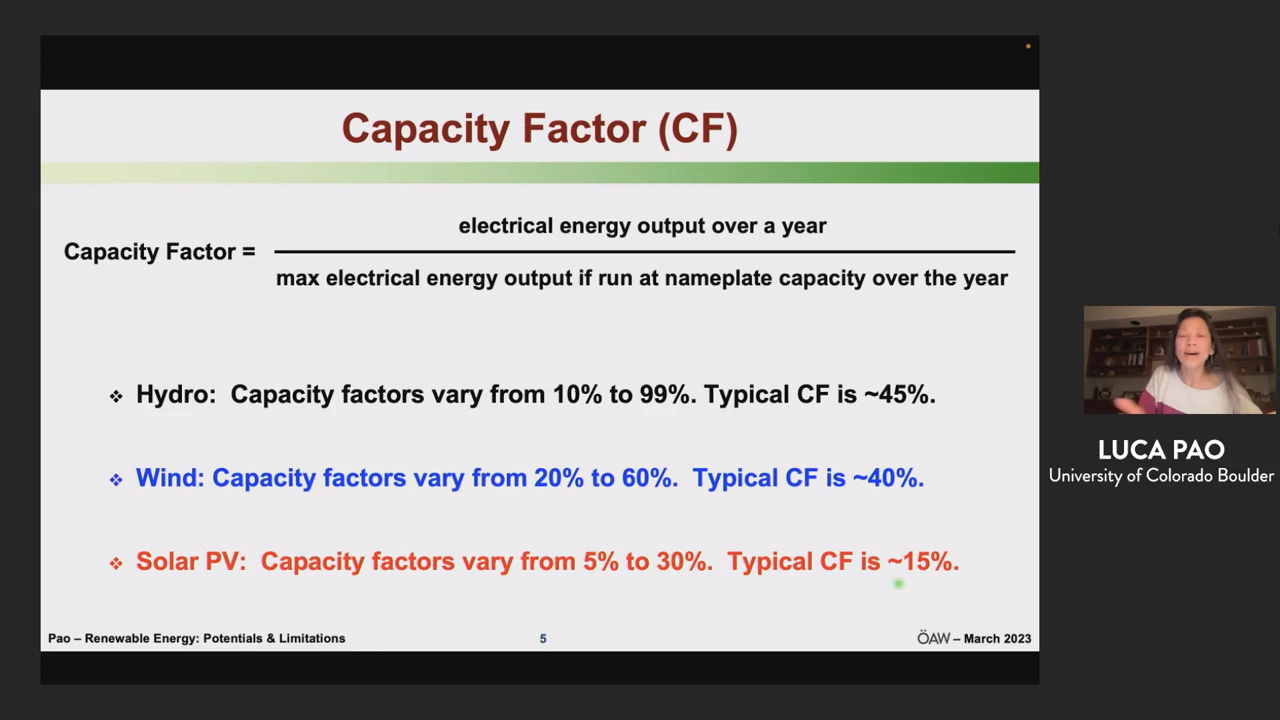 Capacity Factor (CF)
Capacity Factor =
electrical energy output over a year
max electrical energy output if run at nameplate capacity over the year
❖ Hydro: Capacity factors vary from 10% to 99%. Typical CF is ~45%.
❖ Wind: Capacity factors vary from 20% to 60%. Typical CF is ~40%.
❖ Solar PV: Capacity factors vary from 5% to 30%. Typical CF is ~15%.
Pao – Renewable Energy: Potentials & Limitations
5
ÖAW – March 2023
LUCA PAO
University of Colorado Boulder